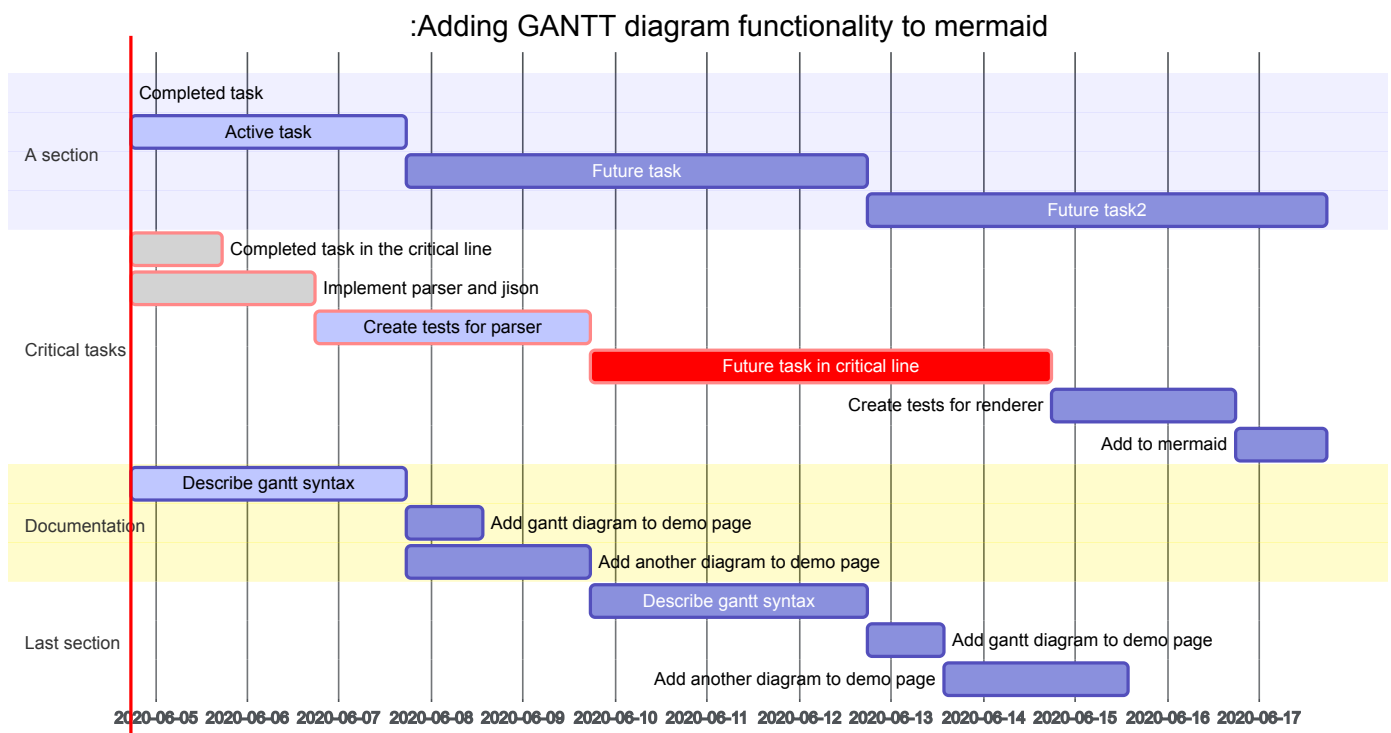 :Adding GANTT diagram functionality to mermaid
Completed task
Active task
A section
Future task
Future task2
Completed task in the critical line
Implement parser and jison
Create tests for parser
Critical tasks
Future task in critical line
Create tests for renderer
Add to mermaid
Describe gantt syntax
Documentation
Add gantt diagram to demo page
Add another diagram to demo page
Describe gantt syntax
Last section
Add gantt diagram to demo page
Add another diagram to demo page
2020-06-05 2020-06-06 2020-06-07 2020-06-08 2020-06-09 2020-06-10 2020-06-11 2020-06-12 2020-06-13 2020-06-14 2020-06-15 2020-06-16 2020-06-17